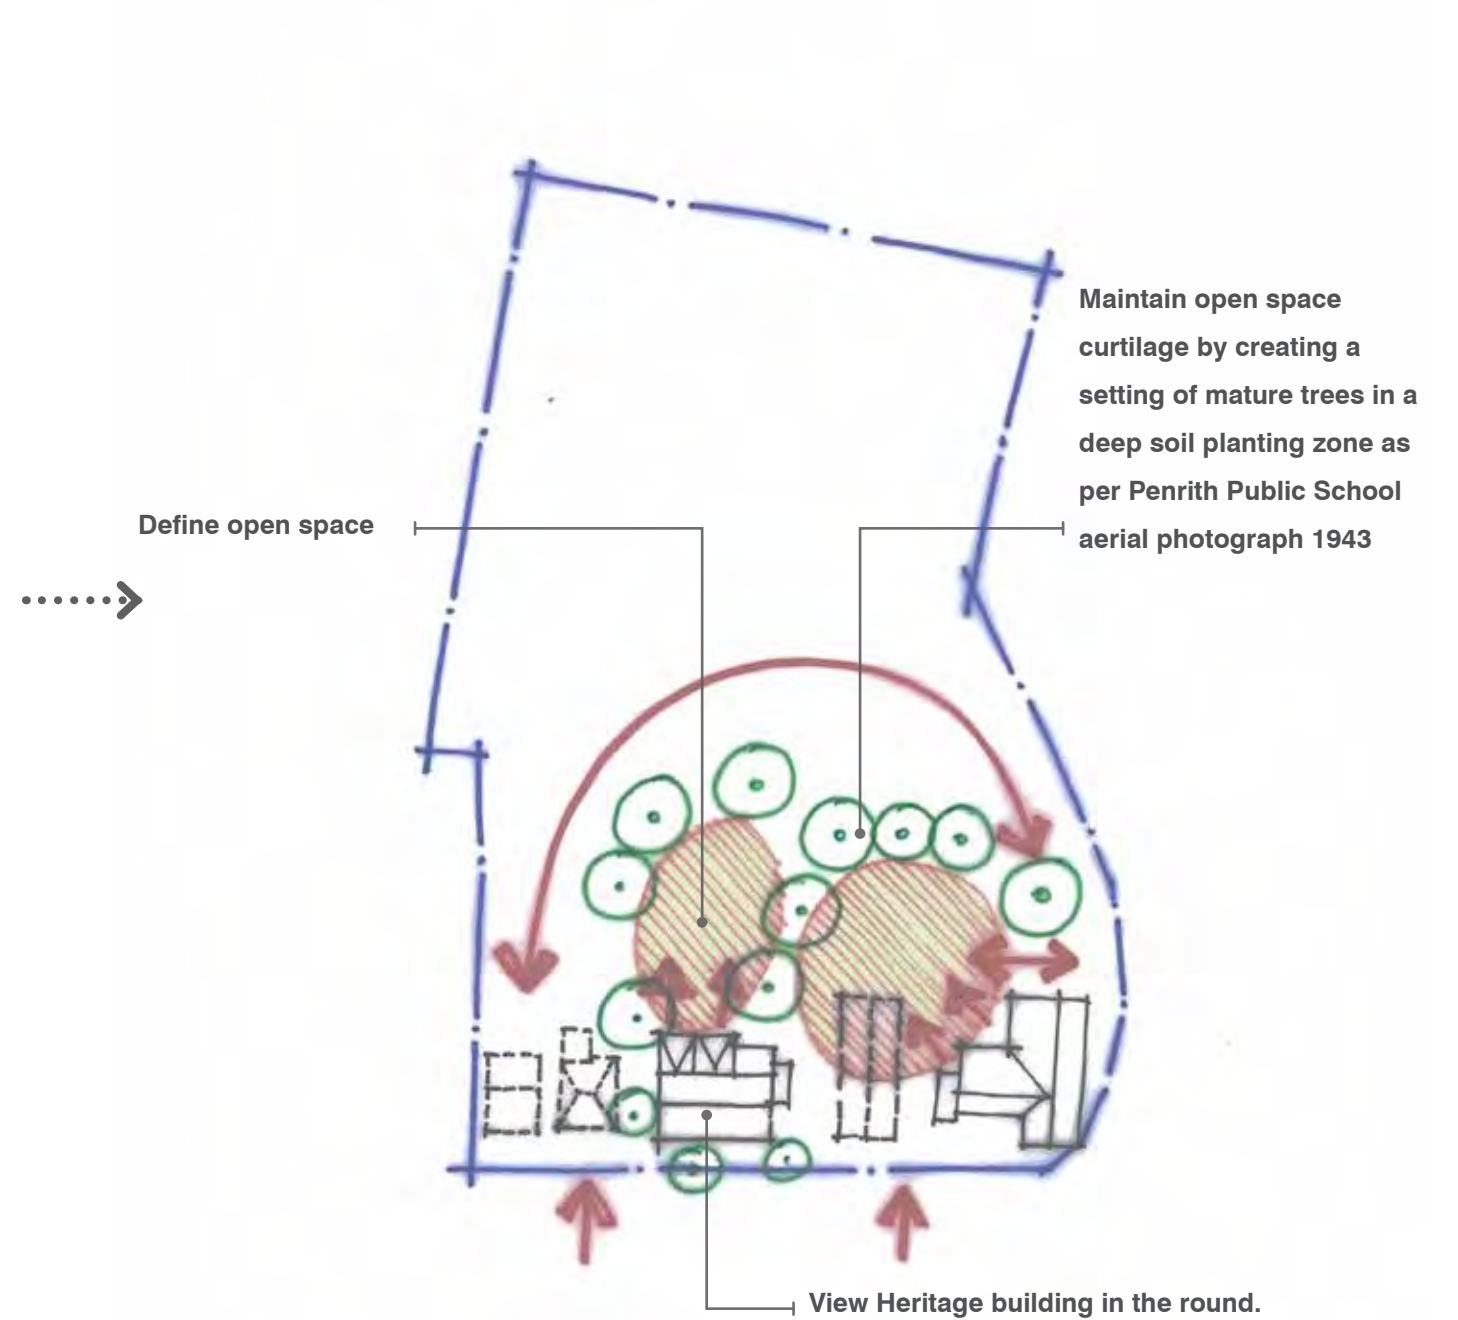 Maintain open space
curtilage by creating a
setting of mature trees in a
deep soil planting zone as
per Penrith Public School
aerial photograph 1943
Define open space
View Heritage building in the round.